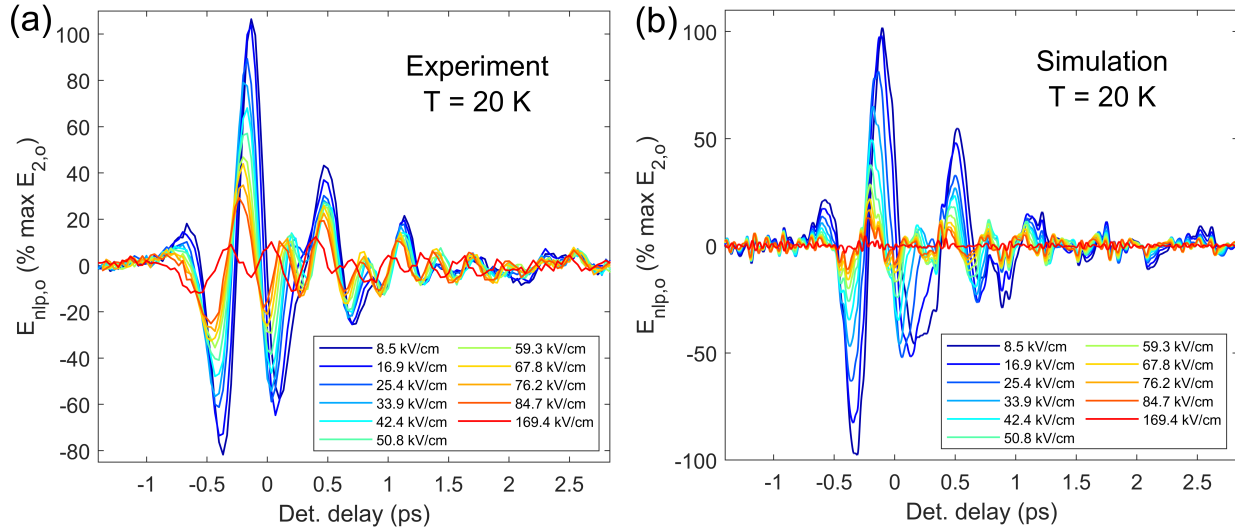 (a)
Experiment
T = 20 K
E_nlp,o (% max E_2,o)
100
80
60
40
20
0
-20
-40
-60
-80
-1
-0.5
0
0.5
1
1.5
2
2.5
Det. delay (ps)
8.5 kV/cm
16.9 kV/cm
25.4 kV/cm
33.9 kV/cm
42.4 kV/cm
50.8 kV/cm
59.3 kV/cm
67.8 kV/cm
76.2 kV/cm
84.7 kV/cm
169.4 kV/cm
(b)
Simulation
T = 20 K
E_nlp,o (% max E_2,o)
100
50
0
-50
-100
-1
-0.5
0
0.5
1
1.5
2
2.5
Det. delay (ps)
8.5 kV/cm
16.9 kV/cm
25.4 kV/cm
33.9 kV/cm
42.4 kV/cm
50.8 kV/cm
59.3 kV/cm
67.8 kV/cm
76.2 kV/cm
84.7 kV/cm
169.4 kV/cm